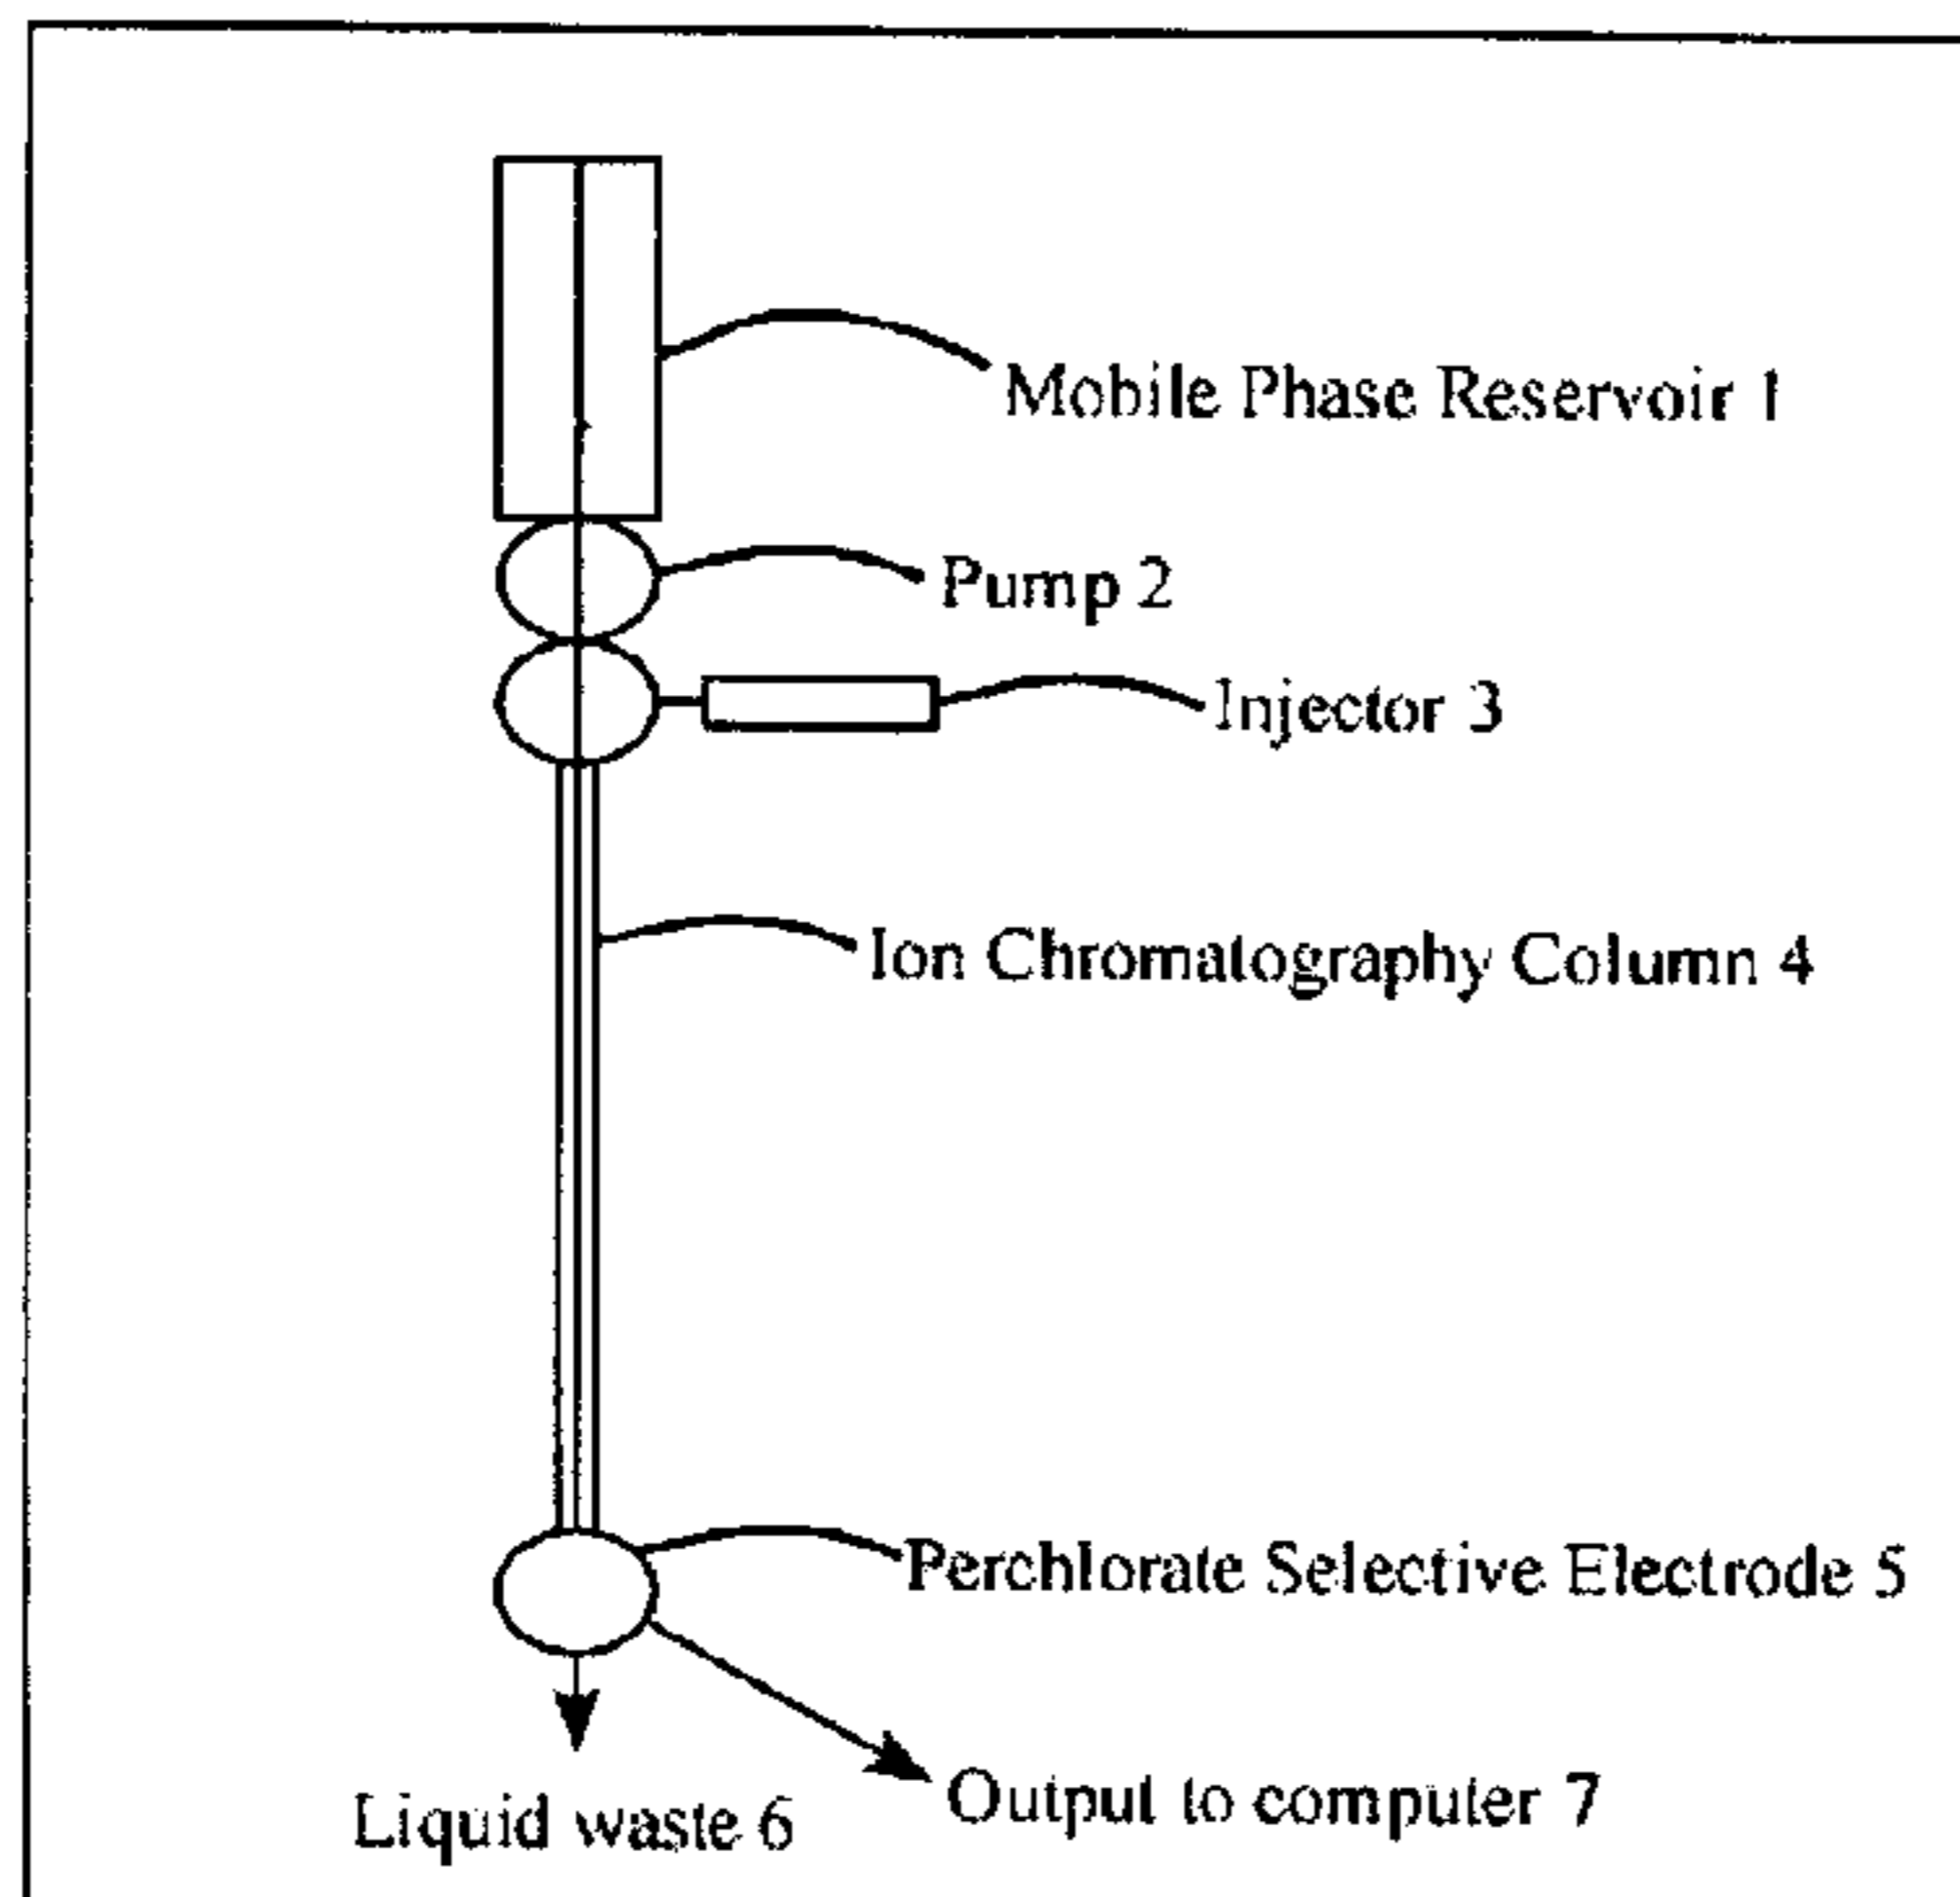 Mobile Phase Reservoir 1
Pump 2
Injector 3
Ion Chromatography Column 4
Perchlorate Selective Electrode 5
Output to computer 7
Liquid waste 6